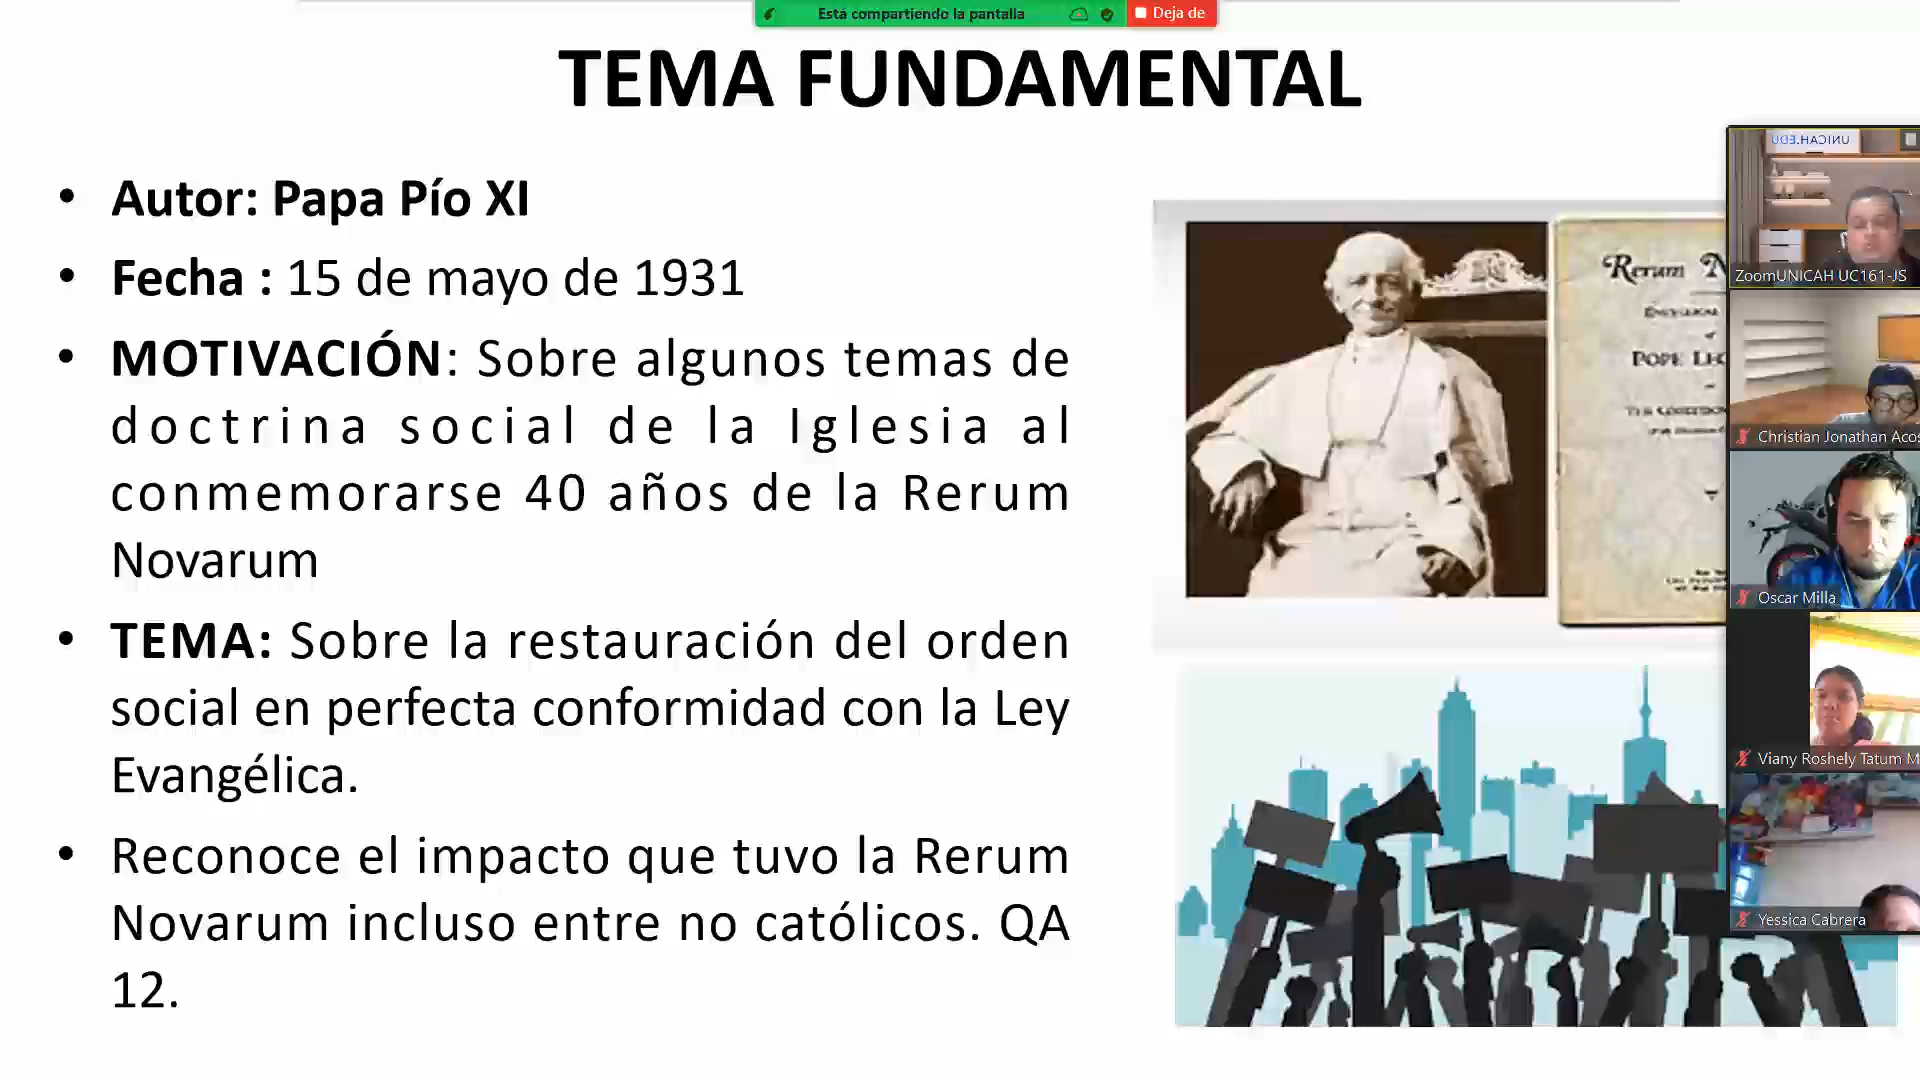 Está compartiendo la pantalla
Deja de
TEMA FUNDAMENTAL
• Autor: Papa Pío XI
• Fecha : 15 de mayo de 1931
• MOTIVACIÓN: Sobre algunos temas de
doctrina social de la Iglesia al
conmemorarse 40 años de la Rerum
Novarum
• TEMA: Sobre la restauración del orden
social en perfecta conformidad con la Ley
Evangélica.
• Reconoce el impacto que tuvo la Rerum
Novarum incluso entre no católicos. QA
12.
Rerum
POPE
UNICAH.EDU
ZoomUNICAH UC161-JS
Christian Jonathan Acos
Oscar Milla
Viany Roshely Tatum M
Yessica Cabrera